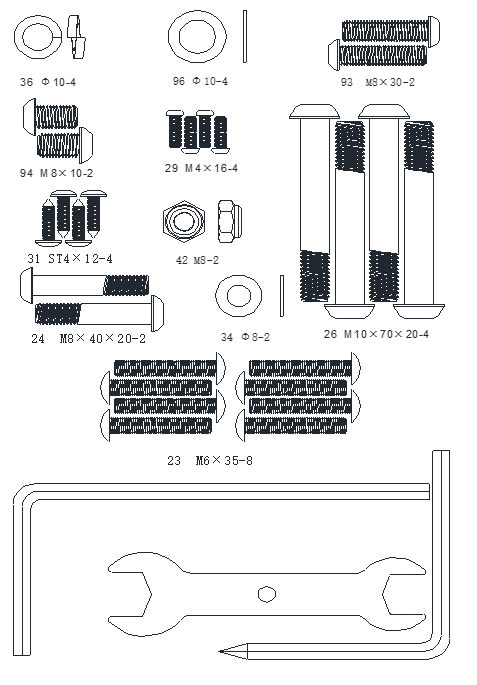 36 Φ10-4
96 Φ10-4
93 M8×30-2
94 M8×10-2
29 M4×16-4
31 ST4×12-4
42 M8-2
24 M8×40×20-2
34 Φ8-2
26 M10×70×20-4
23 M6×35-8